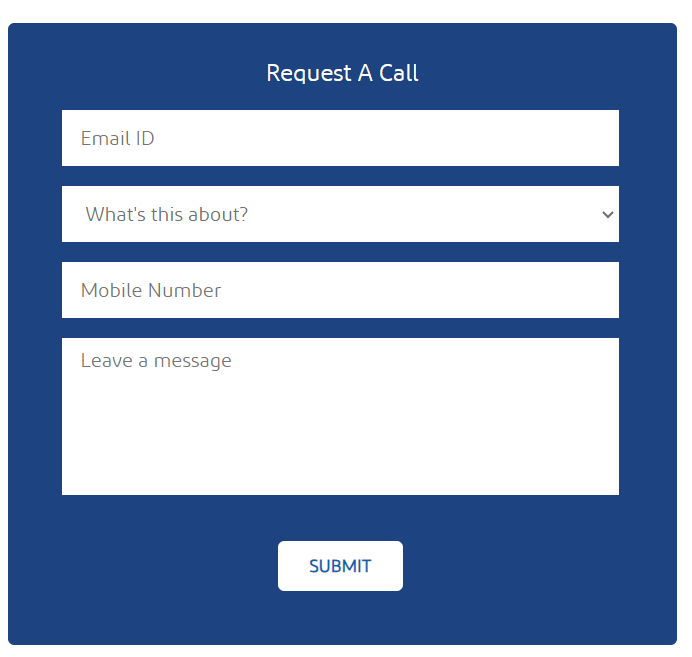 Request A Call
Email ID
What's this about?
Mobile Number
Leave a message
SUBMIT